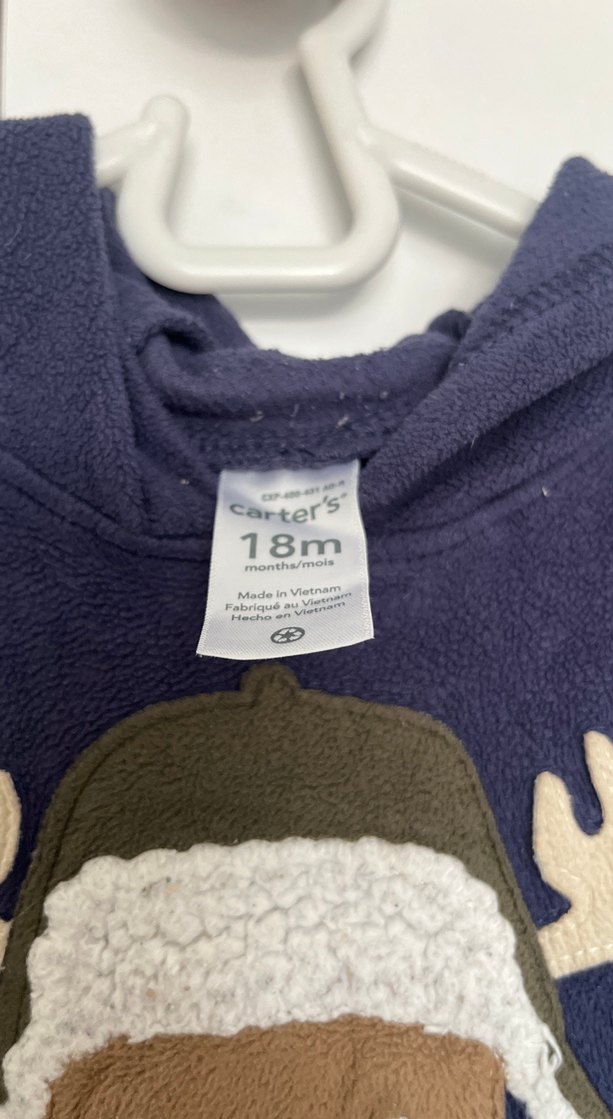 carter's®
18m
months/mois
Made in Vietnam
Fabriqué au Vietnam
Hecho en Vietnam